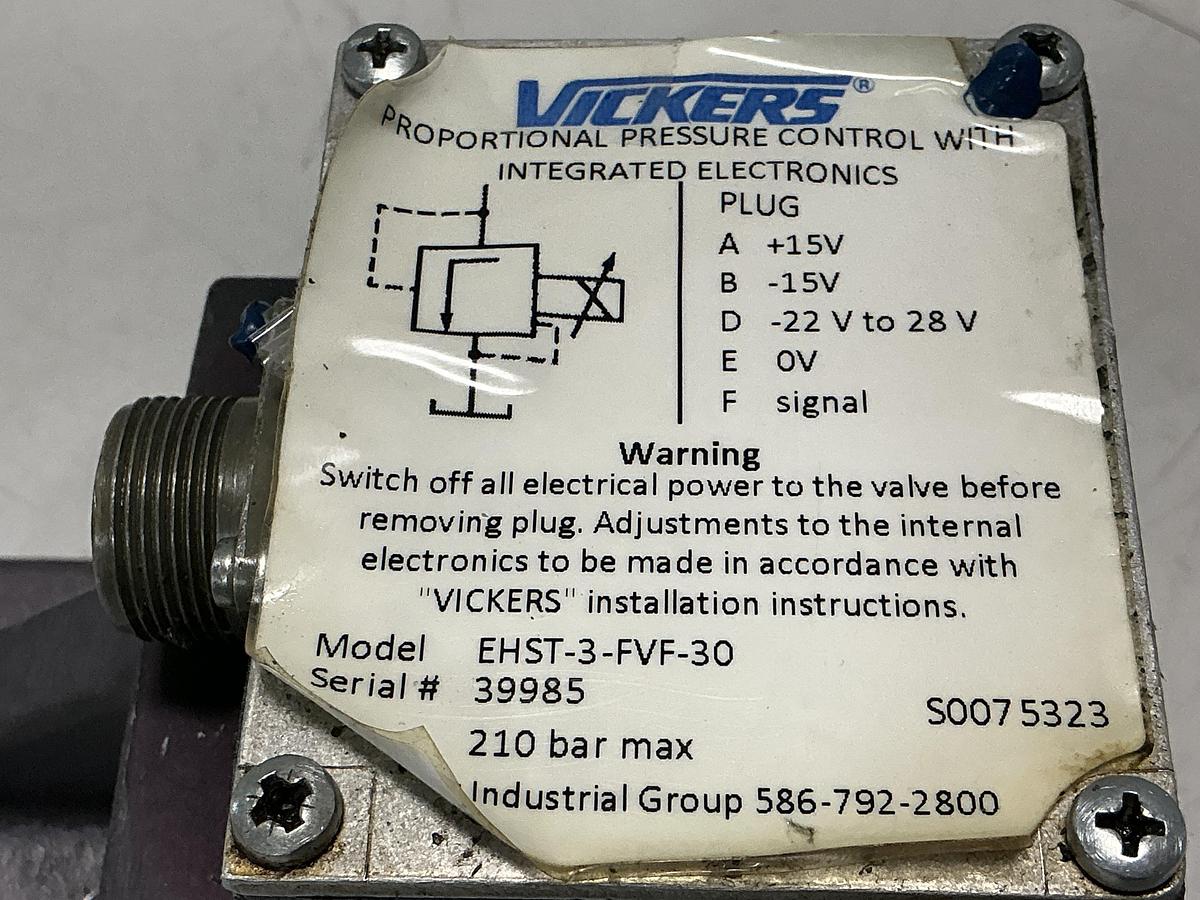 VICKERS®
PROPORTIONAL PRESSURE CONTROL WITH
INTEGRATED ELECTRONICS
PLUG
A +15V
B -15V
D -22 V to 28 V
E 0V
F signal
Warning
Switch off all electrical power to the valve before
removing plug. Adjustments to the internal
electronics to be made in accordance with
"VICKERS" installation instructions.
Model EHST-3-FVF-30
Serial # 39985
S0075323
210 bar max
Industrial Group 586-792-2800